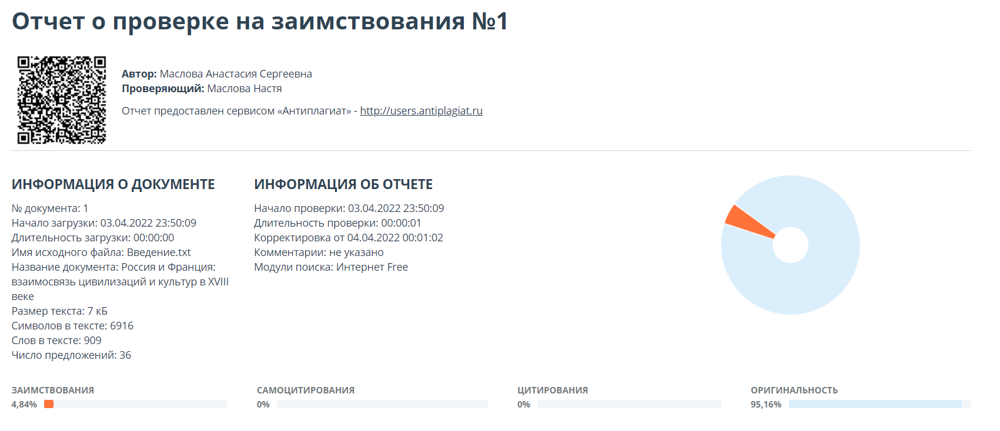 Отчет о проверке на заимствования №1
Автор: Маслова Анастасия Сергеевна
Проверяющий: Маслова Настя
Отчет предоставлен сервисом «Антиплагиат» - http://users.antiplagiat.ru
ИНФОРМАЦИЯ О ДОКУМЕНТЕ
№ документа: 1
Начало загрузки: 03.04.2022 23:50:09
Длительность загрузки: 00:00:00
Имя исходного файла: Введение.txt
Название документа: Россия и Франция:
взаимосвязь цивилизаций и культур в XVIII
веке
Размер текста: 7 кБ
Символов в тексте: 6916
Слов в тексте: 909
Число предложений: 36
ИНФОРМАЦИЯ ОБ ОТЧЕТЕ
Начало проверки: 03.04.2022 23:50:09
Длительность проверки: 00:00:01
Корректировка от 04.04.2022 00:01:02
Комментарии: не указано
Модули поиска: Интернет Free
ЗАИМСТВОВАНИЯ
4,84%
САМОЦИТИРОВАНИЯ
0%
ЦИТИРОВАНИЯ
0%
ОРИГИНАЛЬНОСТЬ
95,16%